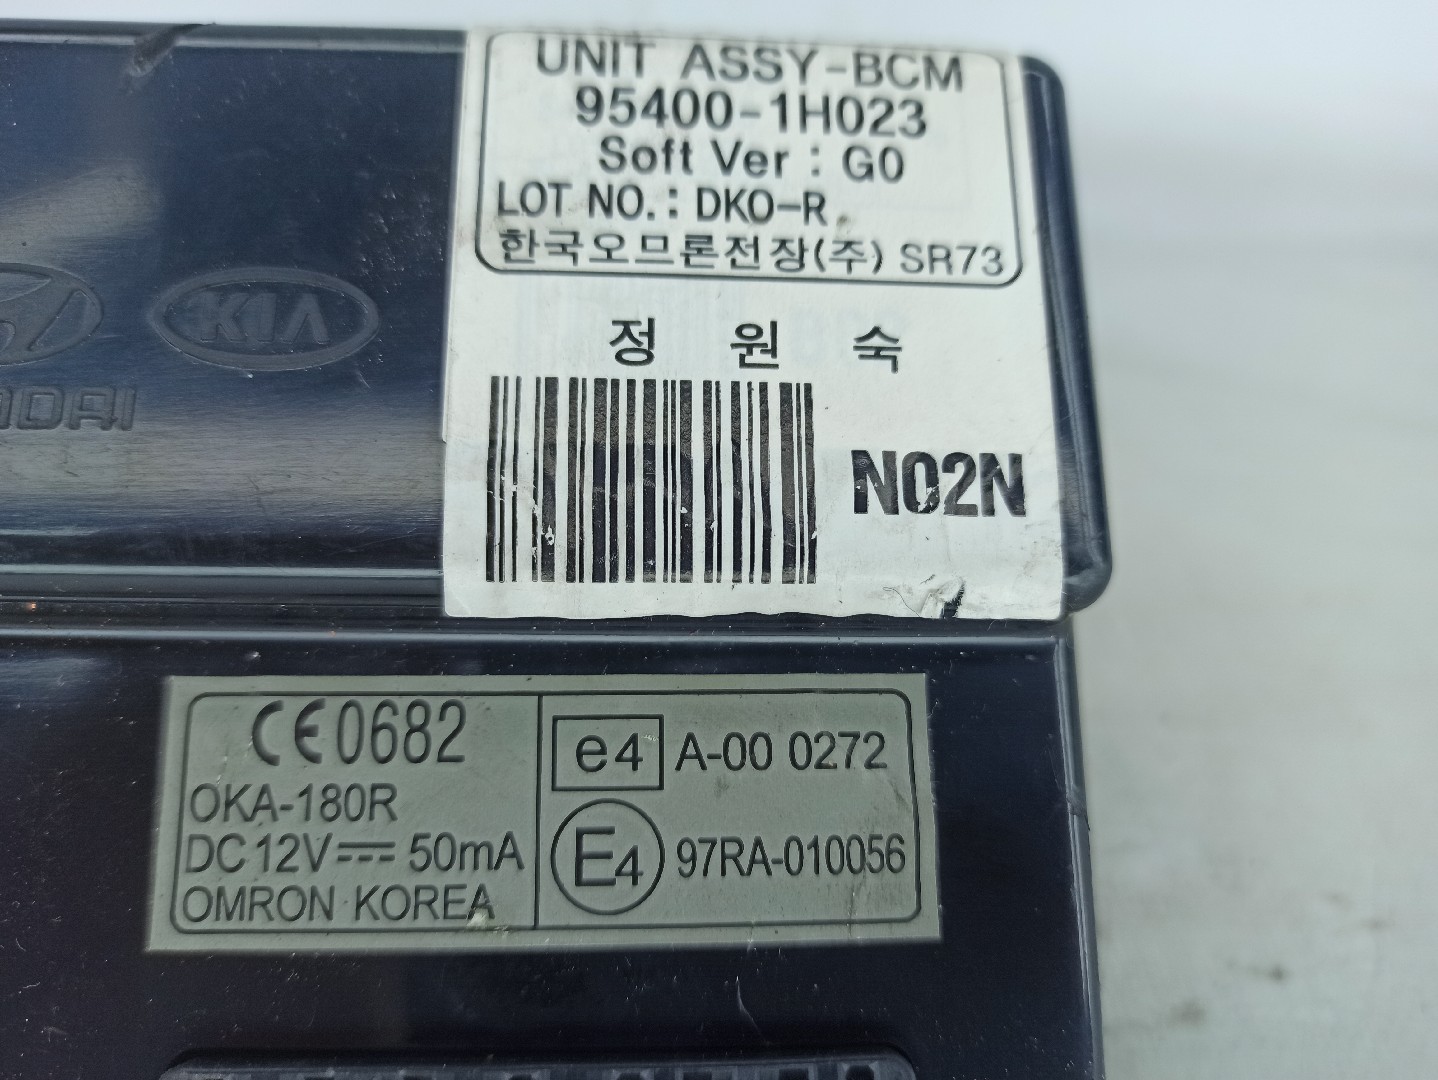 UNIT ASSY-BCM
95400-1H023
Soft Ver : G0
LOT NO. : DKO-R
한국오므론전장(주) SR73
KIA
정 원 숙
N02N
CE0682
OKA-180R
DC 12V⎓ 50mA
OMRON KOREA
e4 A-00 0272
E4 97RA-010056